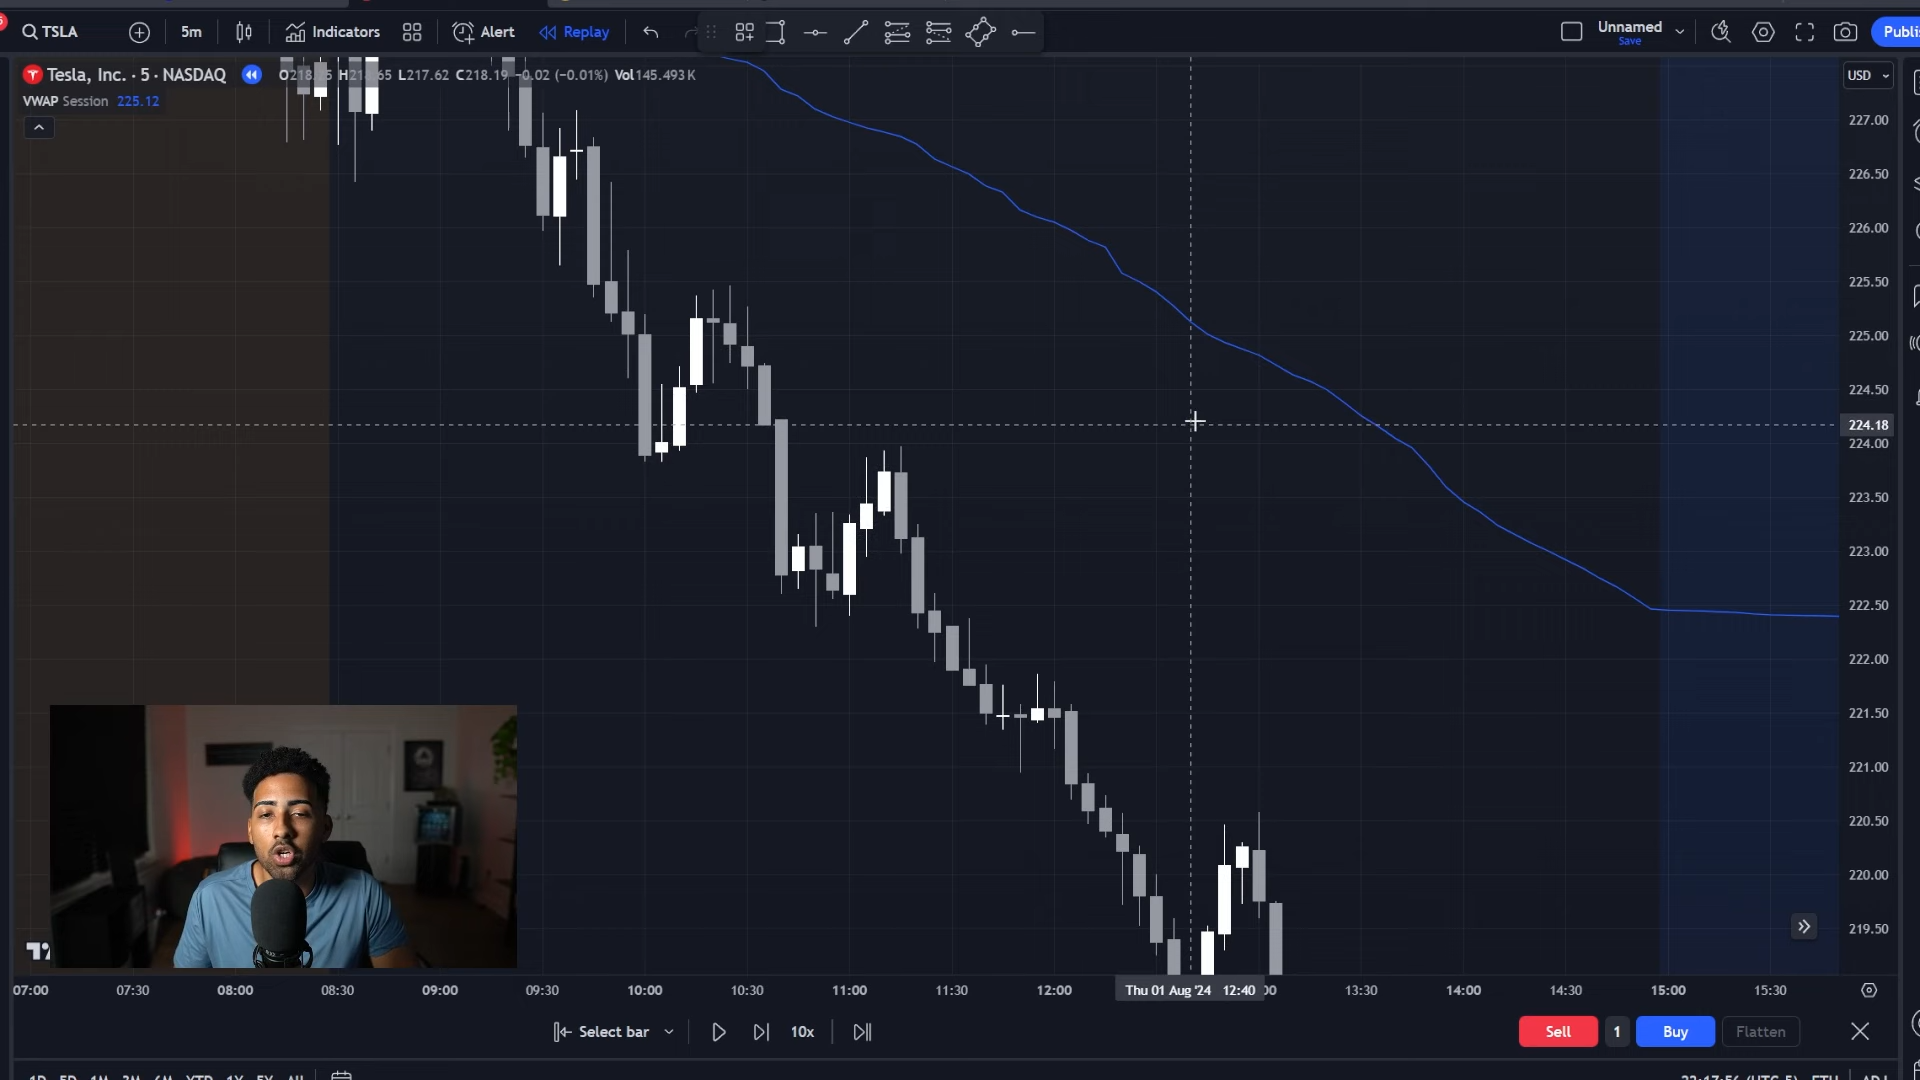 TSLA
5m
Indicators
Alert
Replay
Unnamed
Save
Tesla, Inc. · 5 · NASDAQ
L217.62 C218.19 −0.02 (−0.01%) Vol 145.493 K
VWAP Session 225.12
USD
227.00
226.50
226.00
225.50
225.00
224.50
224.18
224.00
223.50
223.00
222.50
222.00
221.50
221.00
220.50
220.00
219.50
07:00 07:30 08:00 08:30 09:00 09:30 10:00 10:30 11:00 11:30 12:00 Thu 01 Aug '24 12:40 13:30 14:00 14:30 15:00 15:30
Select bar
10x
Sell
1
Buy
Flatten